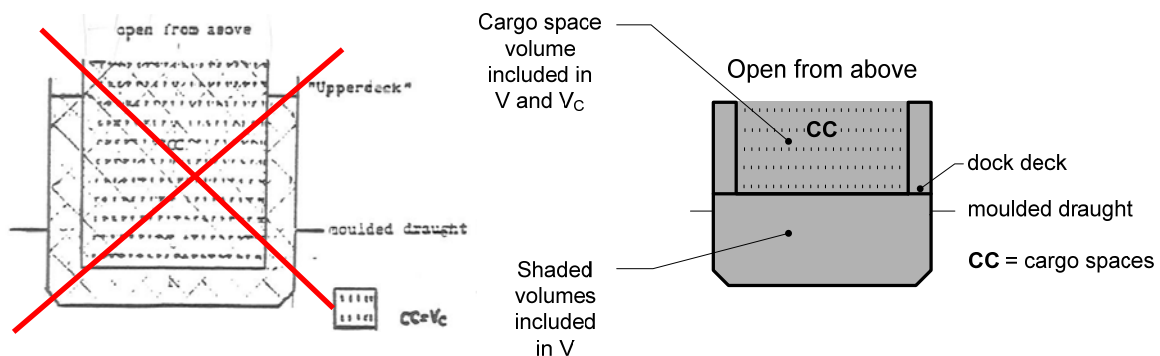 open from above
"Upperdeck"
CC
moulded draught
CC=Vc
Cargo space
volume
included in
V and VC
Open from above
CC
dock deck
moulded draught
CC = cargo spaces
Shaded
volumes
included
in V